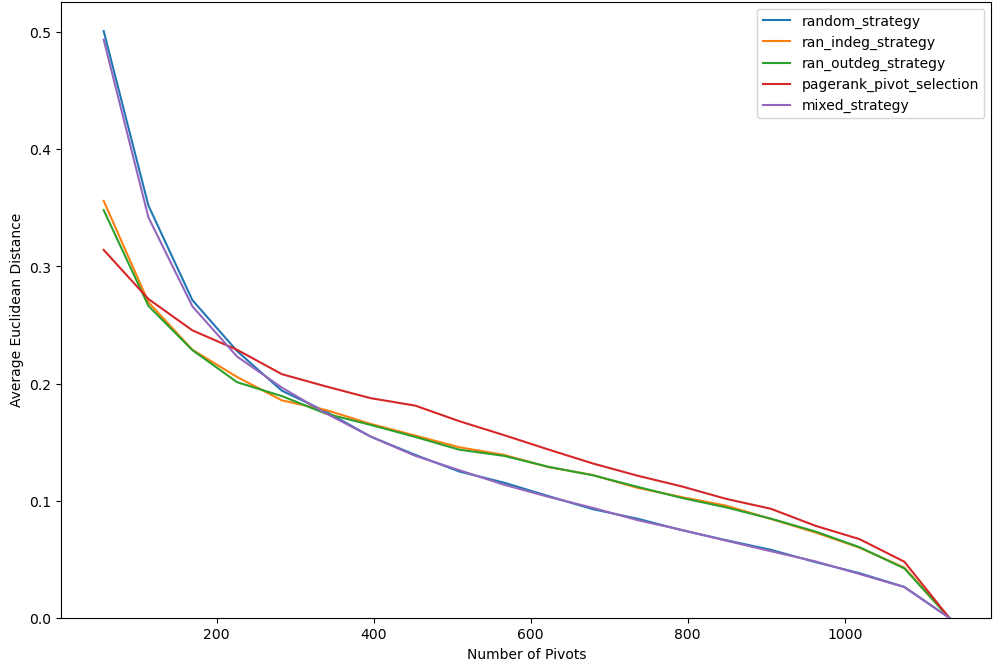 random_strategy
ran_indeg_strategy
ran_outdeg_strategy
pagerank_pivot_selection
mixed_strategy
Average Euclidean Distance
0.5
0.4
0.3
0.2
0.1
0.0
200 400 600 800 1000
Number of Pivots